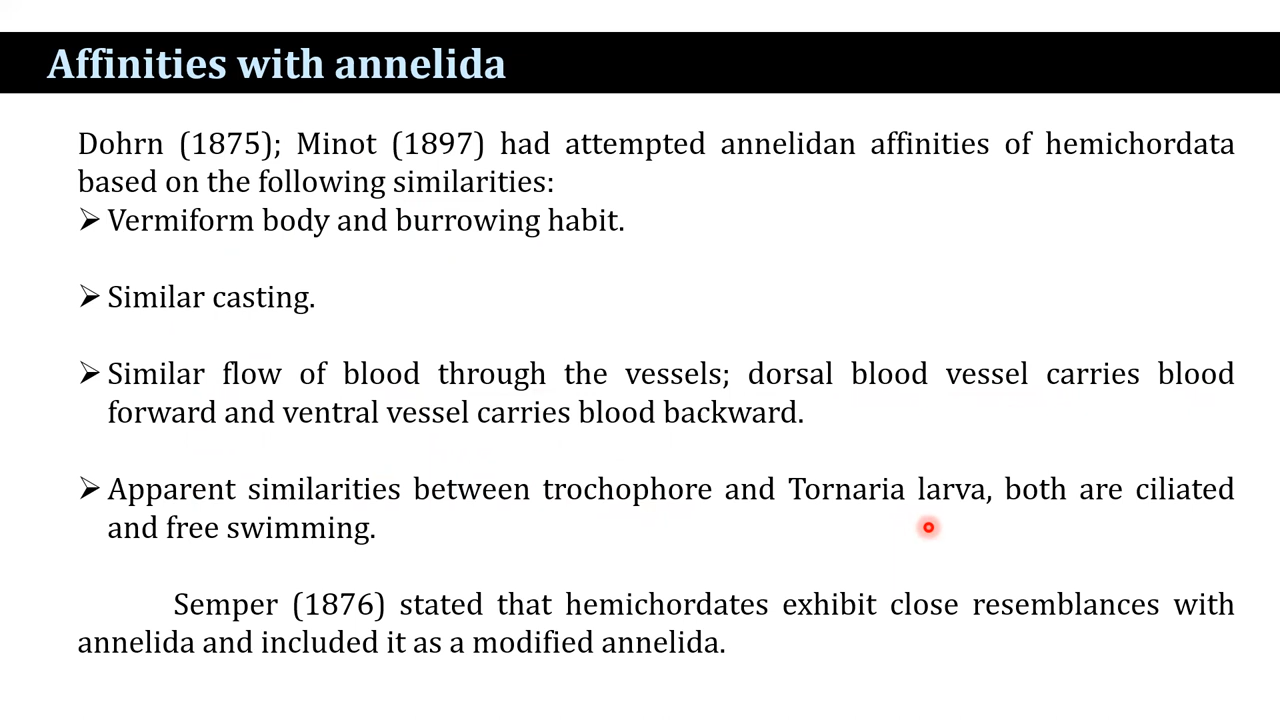 Affinities with annelida
Dohrn (1875); Minot (1897) had attempted annelidan affinities of hemichordata
based on the following similarities:
➢ Vermiform body and burrowing habit.
➢ Similar casting.
➢ Similar flow of blood through the vessels; dorsal blood vessel carries blood
forward and ventral vessel carries blood backward.
➢ Apparent similarities between trochophore and Tornaria larva, both are ciliated
and free swimming.
Semper (1876) stated that hemichordates exhibit close resemblances with
annelida and included it as a modified annelida.